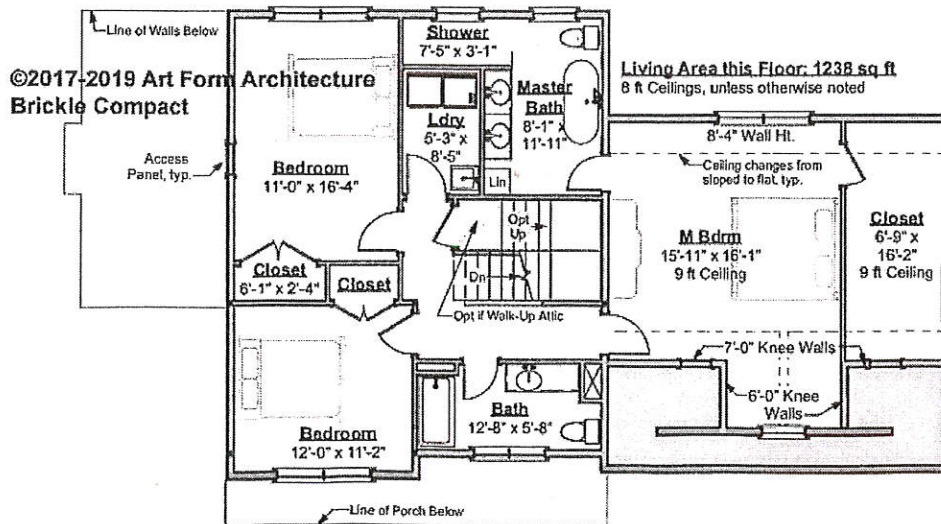 Line of Walls Below
©2017-2019 Art Form Architecture
Brickle Compact
Shower
7'-5" x 3'-1"
Living Area this Floor: 1238 sq ft
8 ft Ceilings, unless otherwise noted
Master
Bath
8'-1" x
11'-11"
Ldry
5'-3" x
8'-5"
Lin
8'-4" Wall Ht.
Ceiling changes from
sloped to flat, typ.
Access
Panel, typ.
Bedroom
11'-0" x 16'-4"
Opt
Up
Dn
M Bdrm
15'-11" x 16'-1"
9 ft Ceiling
Closet
6'-9" x
16'-2"
9 ft Ceiling
Closet
6'-1" x 2'-4"
Closet
Opt if Walk-Up Attic
7'-0" Knee Walls
6'-0" Knee
Walls
Bath
12'-8" x 5'-8"
Bedroom
12'-0" x 11'-2"
Line of Porch Below